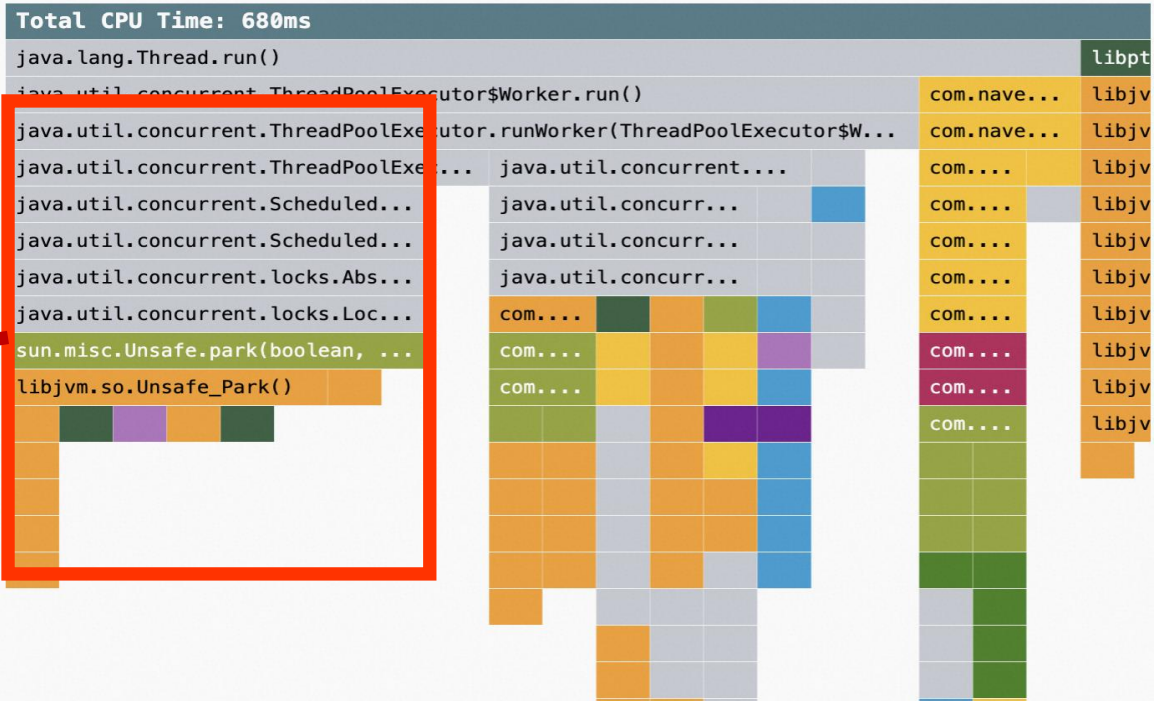 Total CPU Time: 680ms
java.lang.Thread.run() libpt
java.util.concurrent.ThreadPoolExecutor$Worker.run() com.nave... libjv
java.util.concurrent.ThreadPoolExecutor.runWorker(ThreadPoolExecutor$W... com.nave... libjv
java.util.concurrent.ThreadPoolExec... java.util.concurrent.... com.... libjv
java.util.concurrent.Scheduled... java.util.concurr... com.... libjv
java.util.concurrent.Scheduled... java.util.concurr... com.... libjv
java.util.concurrent.locks.Abs... java.util.concurr... com.... libjv
java.util.concurrent.locks.Loc... com.... com.... libjv
sun.misc.Unsafe.park(boolean, ... com.... com.... libjv
libjvm.so.Unsafe_Park() com.... com.... libjv
com.... libjv